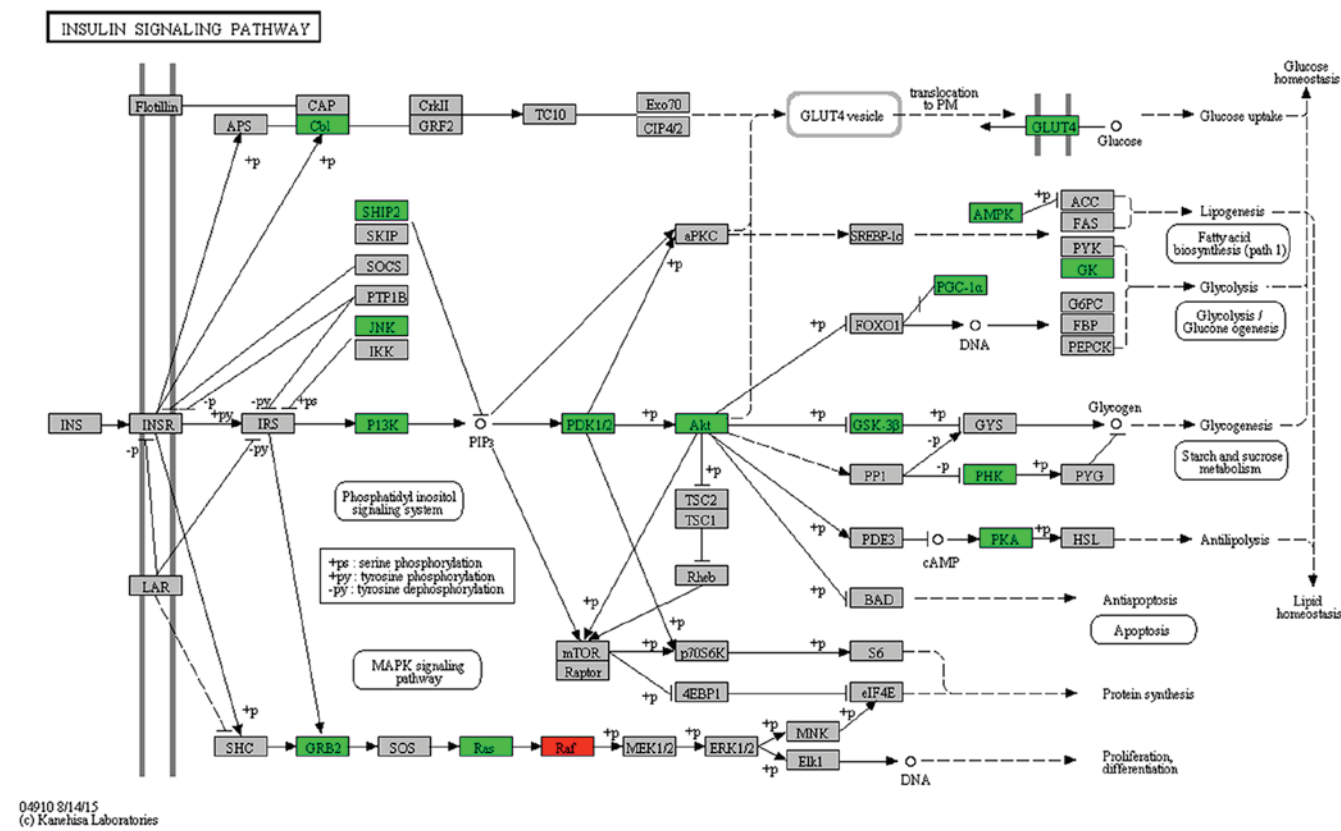 INSULIN SIGNALING PATHWAY
Glucose
homeostasis
Flotillin
CAP
CrkII
Exo70
translocation
to PM
APS
Cbl
GRF2
TC10
CIP4/2
GLUT4 vesicle
GLUT4
Glucose
Glucose uptake
+p
+p
SHIP2
SKIP
SOCS
PTP1B
JNK
IKK
aPKC
+p
SREBP-1c
AMPK
+p
ACC
FAS
PYK
GK
Lipogenesis
Fatty acid
biosynthesis (path 1)
PGC-1α
G6PC
FBP
PEPCK
Glycolysis
Glycolysis /
Glucone ogenesis
+p
FOXO1
DNA
INS
INSR
-p
+py
-py
+ps
IRS
P13K
PIP3
PDK1/2
+p
Akt
+p
GSK-3β
+p
GYS
Glycogen
Glycogenesis
-p
-py
-p
PP1
-p
PHK
+p
PYG
Starch and sucrose
metabolism
Phosphatidyl inositol
signaling system
+p
TSC2
TSC1
+p
PDE3
cAMP
PKA
+p
HSL
Antilipolysis
+ps : serine phosphorylation
+py : tyrosine phosphorylation
-py : tyrosine dephosphorylation
LAR
Rheb
+p
BAD
Antiapoptosis
Apoptosis
Lipid
homeostasis
+p
+p
mTOR
Raptor
+p
p70S6K
+p
S6
MAPK signaling
pathway
+p
4EBP1
eIF4E
Protein synthesis
+p
SHC
GRB2
SOS
Ras
Raf
+p
MEK1/2
+p
ERK1/2
+p
MNK
+p
+p
Elk1
DNA
Proliferation,
differentiation
04910 8/14/15
(c) Kanehisa Laboratories